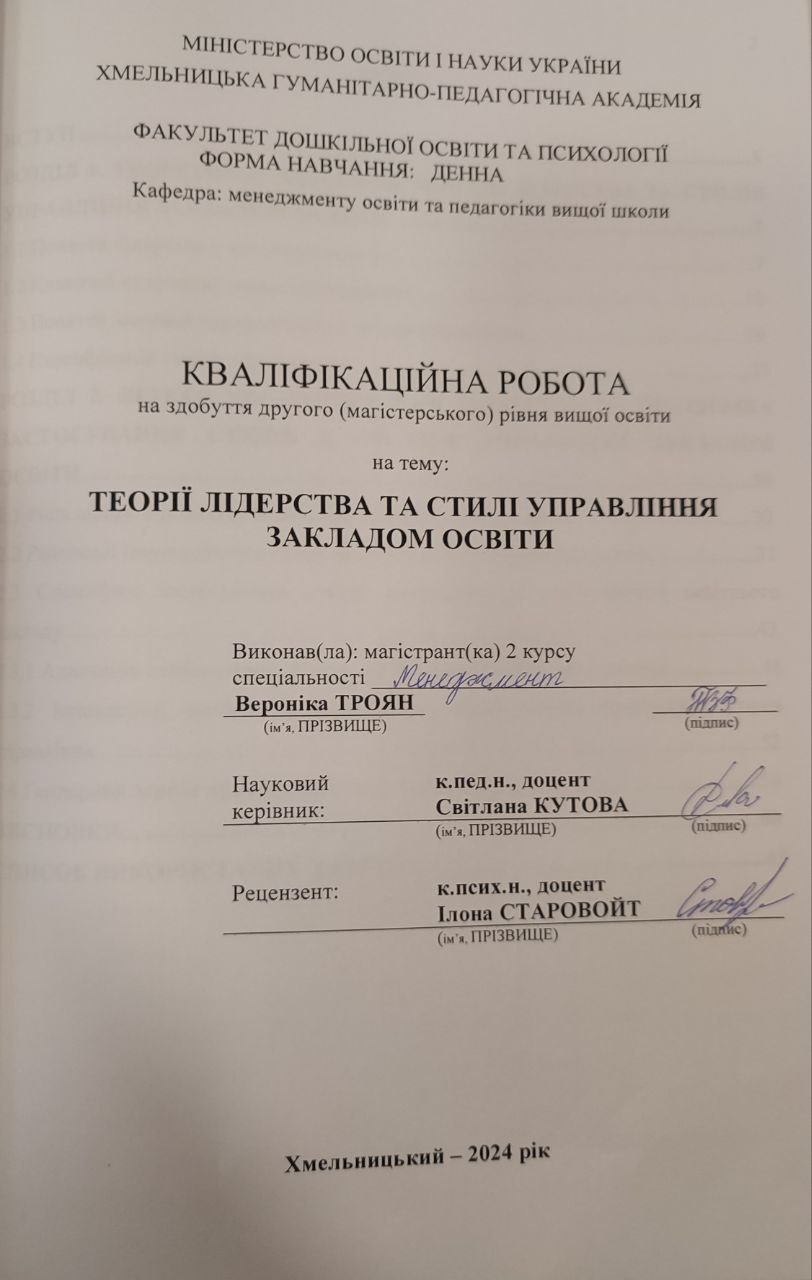 МІНІСТЕРСТВО ОСВІТИ І НАУКИ УКРАЇНИ
ХМЕЛЬНИЦЬКА ГУМАНІТАРНО-ПЕДАГОГІЧНА АКАДЕМІЯ
ФАКУЛЬТЕТ ДОШКІЛЬНОЇ ОСВІТИ ТА ПСИХОЛОГІЇ
ФОРМА НАВЧАННЯ: ДЕННА
Кафедра: менеджменту освіти та педагогіки вищої школи
КВАЛІФІКАЦІЙНА РОБОТА
на здобуття другого (магістерського) рівня вищої освіти
на тему:
ТЕОРІЇ ЛІДЕРСТВА ТА СТИЛІ УПРАВЛІННЯ
ЗАКЛАДОМ ОСВІТИ
Виконав(ла): магістрант(ка) 2 курсу
спеціальності Менеджмент
Вероніка ТРОЯН
(ім’я, ПРІЗВИЩЕ) (підпис)
Науковий к.пед.н., доцент
керівник: Світлана КУТОВА
(ім’я, ПРІЗВИЩЕ) (підпис)
Рецензент: к.псих.н., доцент
Ілона СТАРОВОЙТ
(ім’я, ПРІЗВИЩЕ) (підпис)
Хмельницький – 2024 рік